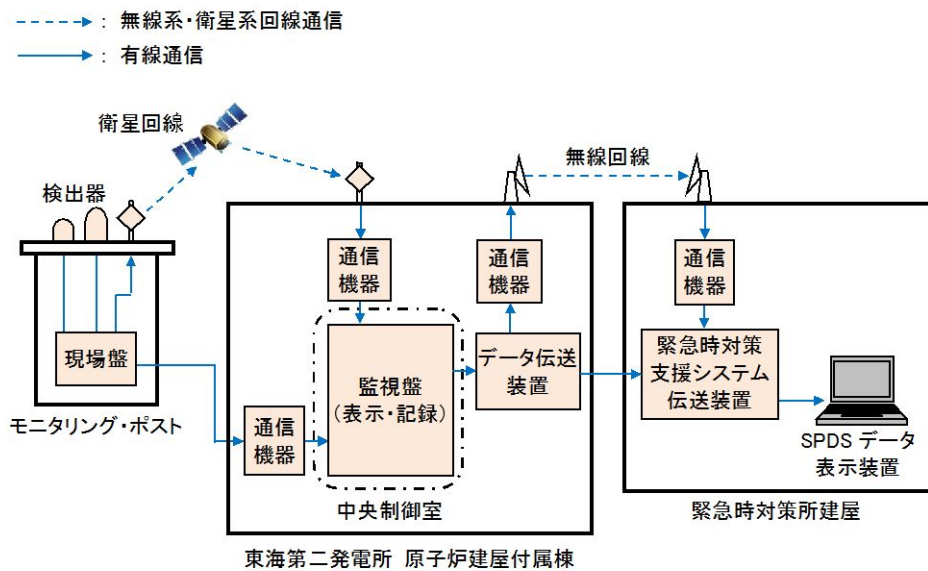 ： 無線系・衛星系回線通信
： 有線通信
衛星回線
検出器
現場盤
モニタリング・ポスト
無線回線
通信
機器
通信
機器
監視盤
（表示・記録）
中央制御室
データ伝送
装置
通信
機器
東海第二発電所 原子炉建屋付属棟
通信
機器
緊急時対策
支援システム
伝送装置
SPDS データ
表示装置
緊急時対策所建屋